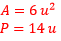 A = 6 u²
P = 14 u